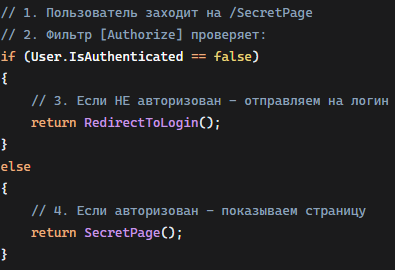 // 1. Пользователь заходит на /SecretPage
// 2. Фильтр [Authorize] проверяет:
if (User.IsAuthenticated == false)
{
    // 3. Если НЕ авторизован – отправляем на логин
    return RedirectToLogin();
}
else
{
    // 4. Если авторизован – показываем страницу
    return SecretPage();
}